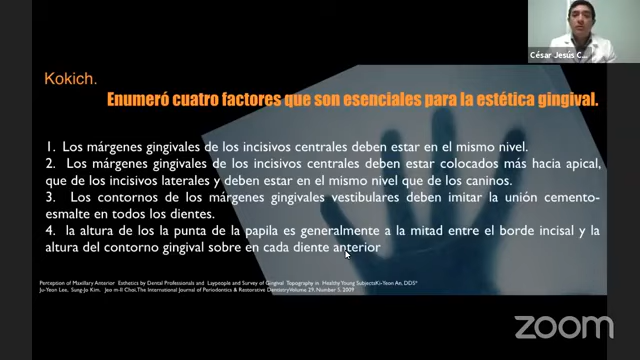 César Jesús C...
Kokich.
Enumeró cuatro factores que son esenciales para la estética gingival.
1. Los márgenes gingivales de los incisivos centrales deben estar en el mismo nivel.
2. Los márgenes gingivales de los incisivos centrales deben estar colocados más hacia apical,
que de los incisivos laterales y deben estar en el mismo nivel que de los caninos.
3. Los contornos de los márgenes gingivales vestibulares deben imitar la unión cemento-
esmalte en todos los dientes.
4. la altura de los la punta de la papila es generalmente a la mitad entre el borde incisal y la
altura del contorno gingival sobre en cada diente anterior
Perception of Maxillary Anterior Esthetics by Dental Professionals and Laypeople and Survey of Gingival Topography in Healthy Young SubjectsKi-Yeon An, DDS*
Ju-Yeon Lee, Sung-Jo Kim, Jeo m-Il Choi,The International Journal of Periodontics & Restorative DentistryVolume 29, Number 5, 2009
zoom